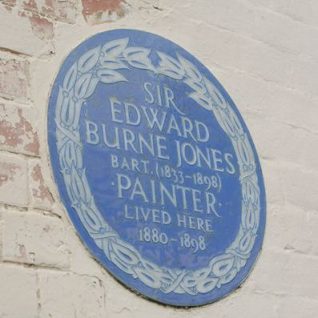 SIR
EDWARD
BURNE JONES
BART. (1833-1898)
PAINTER
LIVED HERE
1880-1898